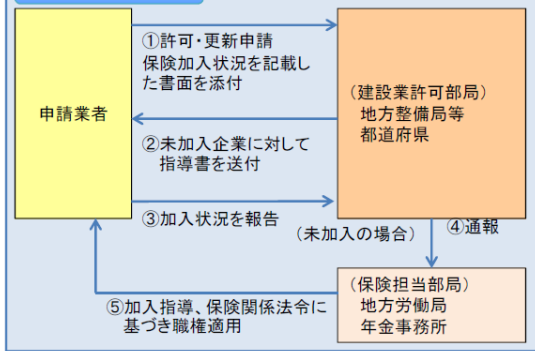 ①許可・更新申請
保険加入状況を記載し
た書面を添付
申請業者
(建設業許可部局)
地方整備局等
都道府県
②未加入企業に対して
指導書を送付
③加入状況を報告
(未加入の場合)
④通報
(保険担当部局)
地方労働局
年金事務所
⑤加入指導、保険関係法令に
基づき職権適用